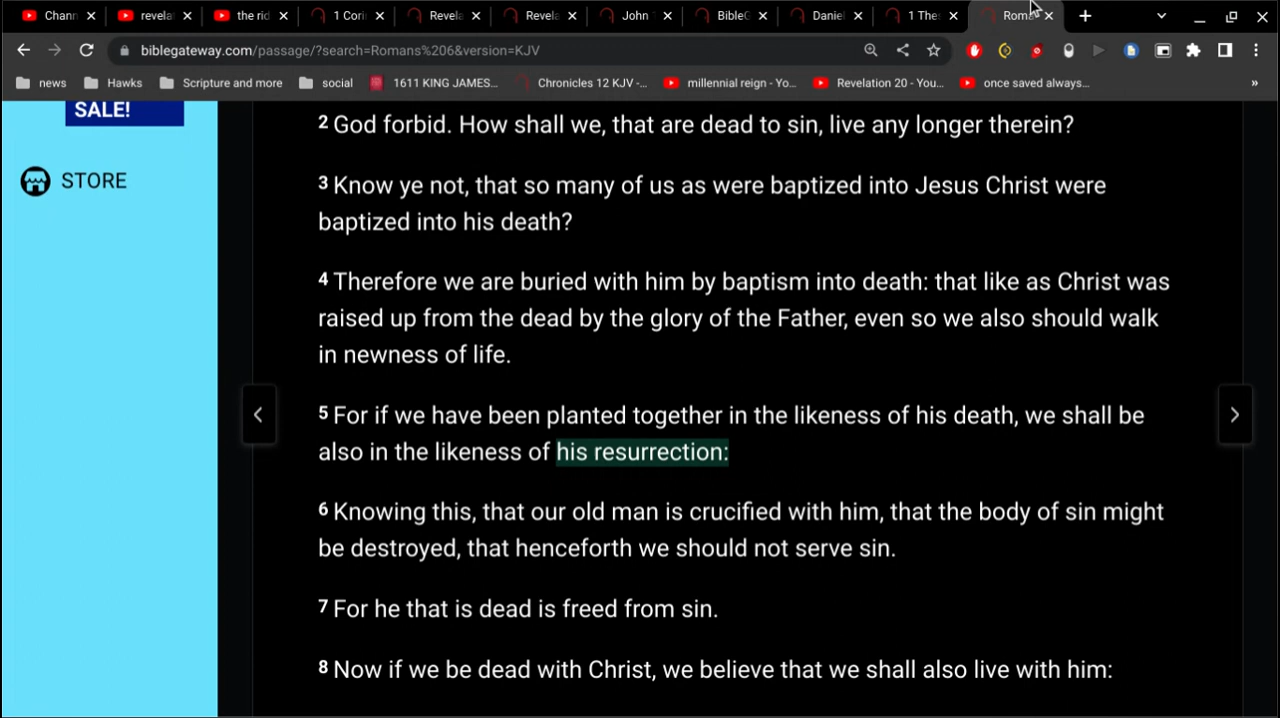 Chann revela the rid 1 Cori Revela Revela John BibleG Daniel 1 Thes Roma
biblegateway.com/passage/?search=Romans%206&version=KJV
news Hawks Scripture and more social 1611 KING JAMES... Chronicles 12 KJV -... millennial reign - Yo... Revelation 20 - You... once saved always... »
SALE!
STORE
2 God forbid. How shall we, that are dead to sin, live any longer therein?
3 Know ye not, that so many of us as were baptized into Jesus Christ were
baptized into his death?
4 Therefore we are buried with him by baptism into death: that like as Christ was
raised up from the dead by the glory of the Father, even so we also should walk
in newness of life.
5 For if we have been planted together in the likeness of his death, we shall be
also in the likeness of his resurrection:
6 Knowing this, that our old man is crucified with him, that the body of sin might
be destroyed, that henceforth we should not serve sin.
7 For he that is dead is freed from sin.
8 Now if we be dead with Christ, we believe that we shall also live with him: